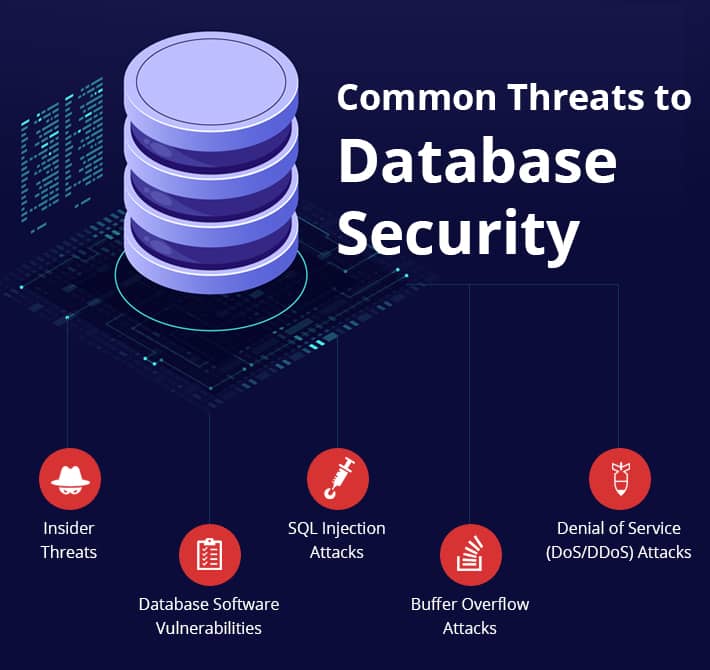 Common Threats to
Database
Security
Insider
Threats
Database Software
Vulnerabilities
SQL Injection
Attacks
Buffer Overflow
Attacks
Denial of Service
(DoS/DDoS) Attacks